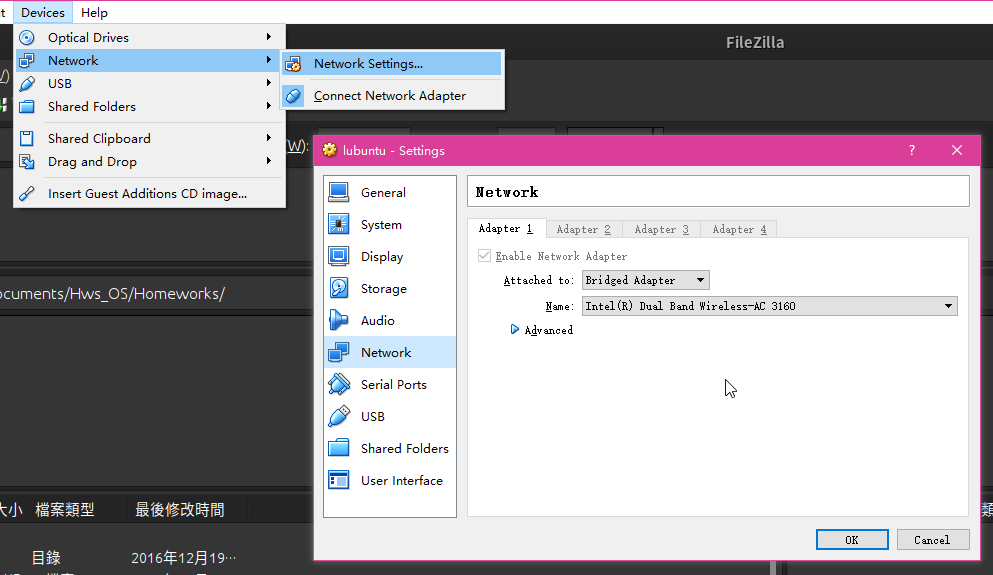 Devices Help
Optical Drives
Network
USB
Shared Folders
Shared Clipboard
Drag and Drop
Insert Guest Additions CD image...
Network Settings...
Connect Network Adapter
FileZilla
(W):
lubuntu - Settings ?
General
System
Display
Storage
Audio
Network
Serial Ports
USB
Shared Folders
User Interface
Network
Adapter 1 Adapter 2 Adapter 3 Adapter 4
Enable Network Adapter
Attached to: Bridged Adapter
Name: Intel(R) Dual Band Wireless-AC 3160
Advanced
OK Cancel
ocuments/Hws_OS/Homeworks/
大小 檔案類型 最後修改時間
目錄 2016年12月19…